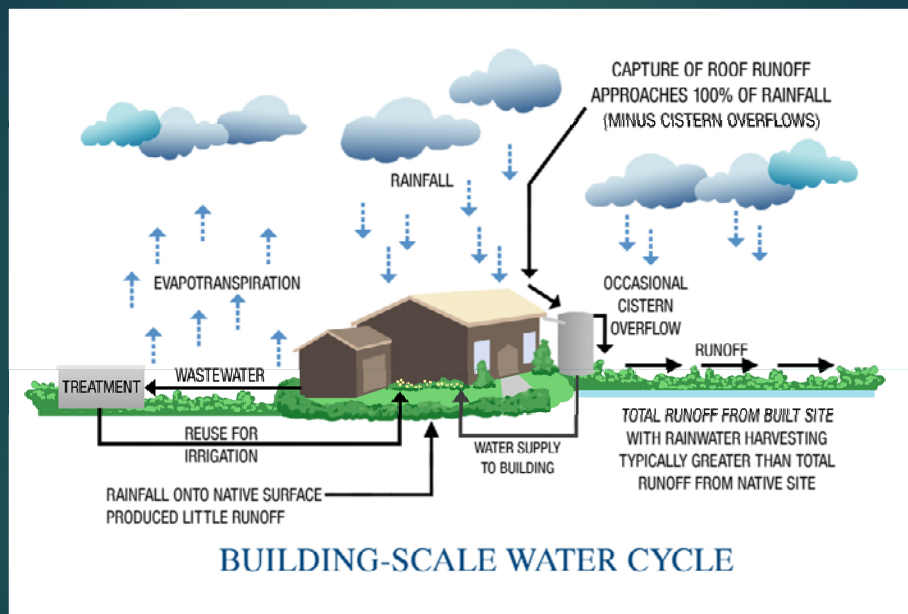 CAPTURE OF ROOF RUNOFF
APPROACHES 100% OF RAINFALL
(MINUS CISTERN OVERFLOWS)
RAINFALL
EVAPOTRANSPIRATION
OCCASIONAL
CISTERN
OVERFLOW
RUNOFF
TREATMENT
WASTEWATER
REUSE FOR
IRRIGATION
WATER SUPPLY
TO BUILDING
TOTAL RUNOFF FROM BUILT SITE
WITH RAINWATER HARVESTING
TYPICALLY GREATER THAN TOTAL
RUNOFF FROM NATIVE SITE
RAINFALL ONTO NATIVE SURFACE
PRODUCED LITTLE RUNOFF
BUILDING-SCALE WATER CYCLE